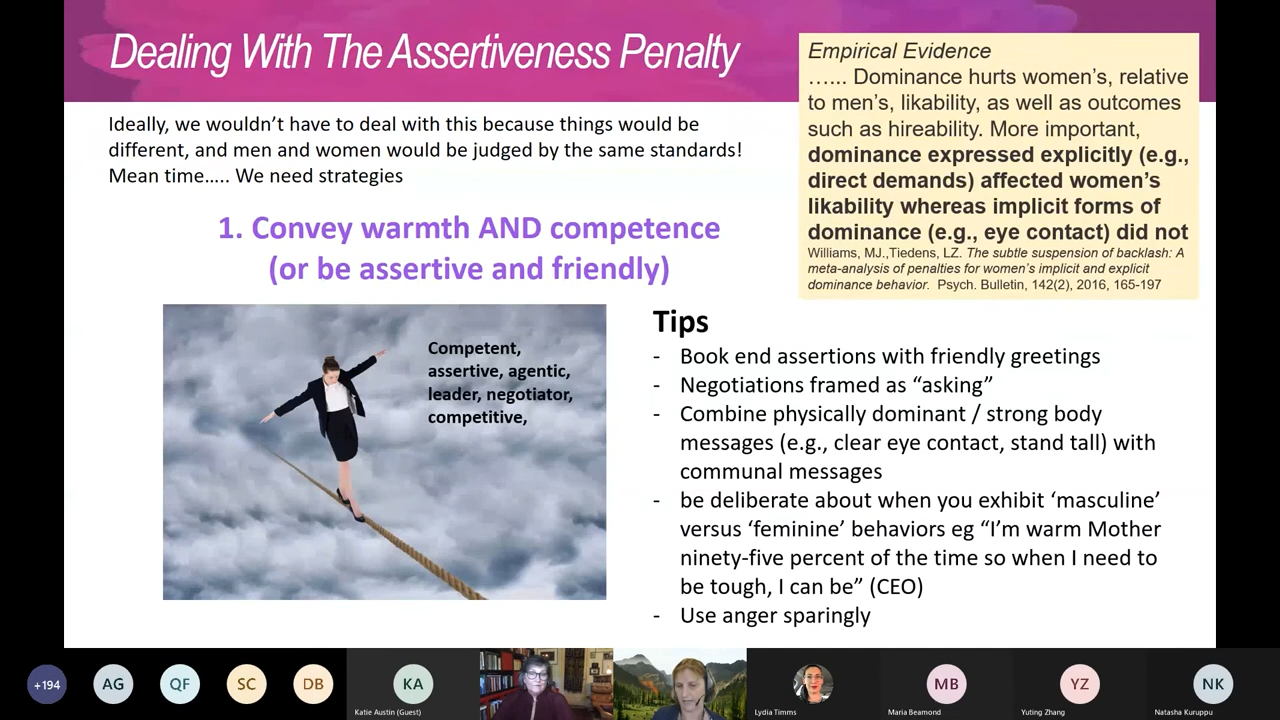 Dealing With The Assertiveness Penalty
Ideally, we wouldn't have to deal with this because things would be
different, and men and women would be judged by the same standards!
Mean time….. We need strategies
1. Convey warmth AND competence
(or be assertive and friendly)
Empirical Evidence
…... Dominance hurts women's, relative
to men's, likability, as well as outcomes
such as hireability. More important,
dominance expressed explicitly (e.g.,
direct demands) affected women's
likability whereas implicit forms of
dominance (e.g., eye contact) did not
Williams, MJ.,Tiedens, LZ. The subtle suspension of backlash: A
meta-analysis of penalties for women's implicit and explicit
dominance behavior. Psych. Bulletin, 142(2), 2016, 165-197
Competent,
assertive, agentic,
leader, negotiator,
competitive,
Tips
- Book end assertions with friendly greetings
- Negotiations framed as “asking”
- Combine physically dominant / strong body
messages (e.g., clear eye contact, stand tall) with
communal messages
- be deliberate about when you exhibit ‘masculine’
versus ‘feminine’ behaviors eg “I’m warm Mother
ninety-five percent of the time so when I need to
be tough, I can be” (CEO)
- Use anger sparingly
+194
AG
QF
SC
DB
KA
Katie Austin (Guest)
Lydia Timms
MB
Maria Beamond
YZ
Yuting Zhang
NK
Natasha Kuruppu